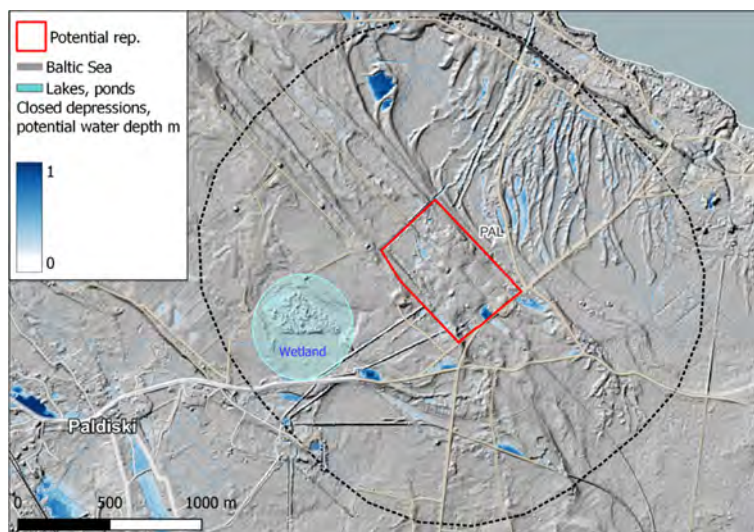 Potential rep.
Baltic Sea
Lakes, ponds
Closed depressions,
potential water depth m
1
0
PAL
Wetland
Paldiski
0 500 1000 m